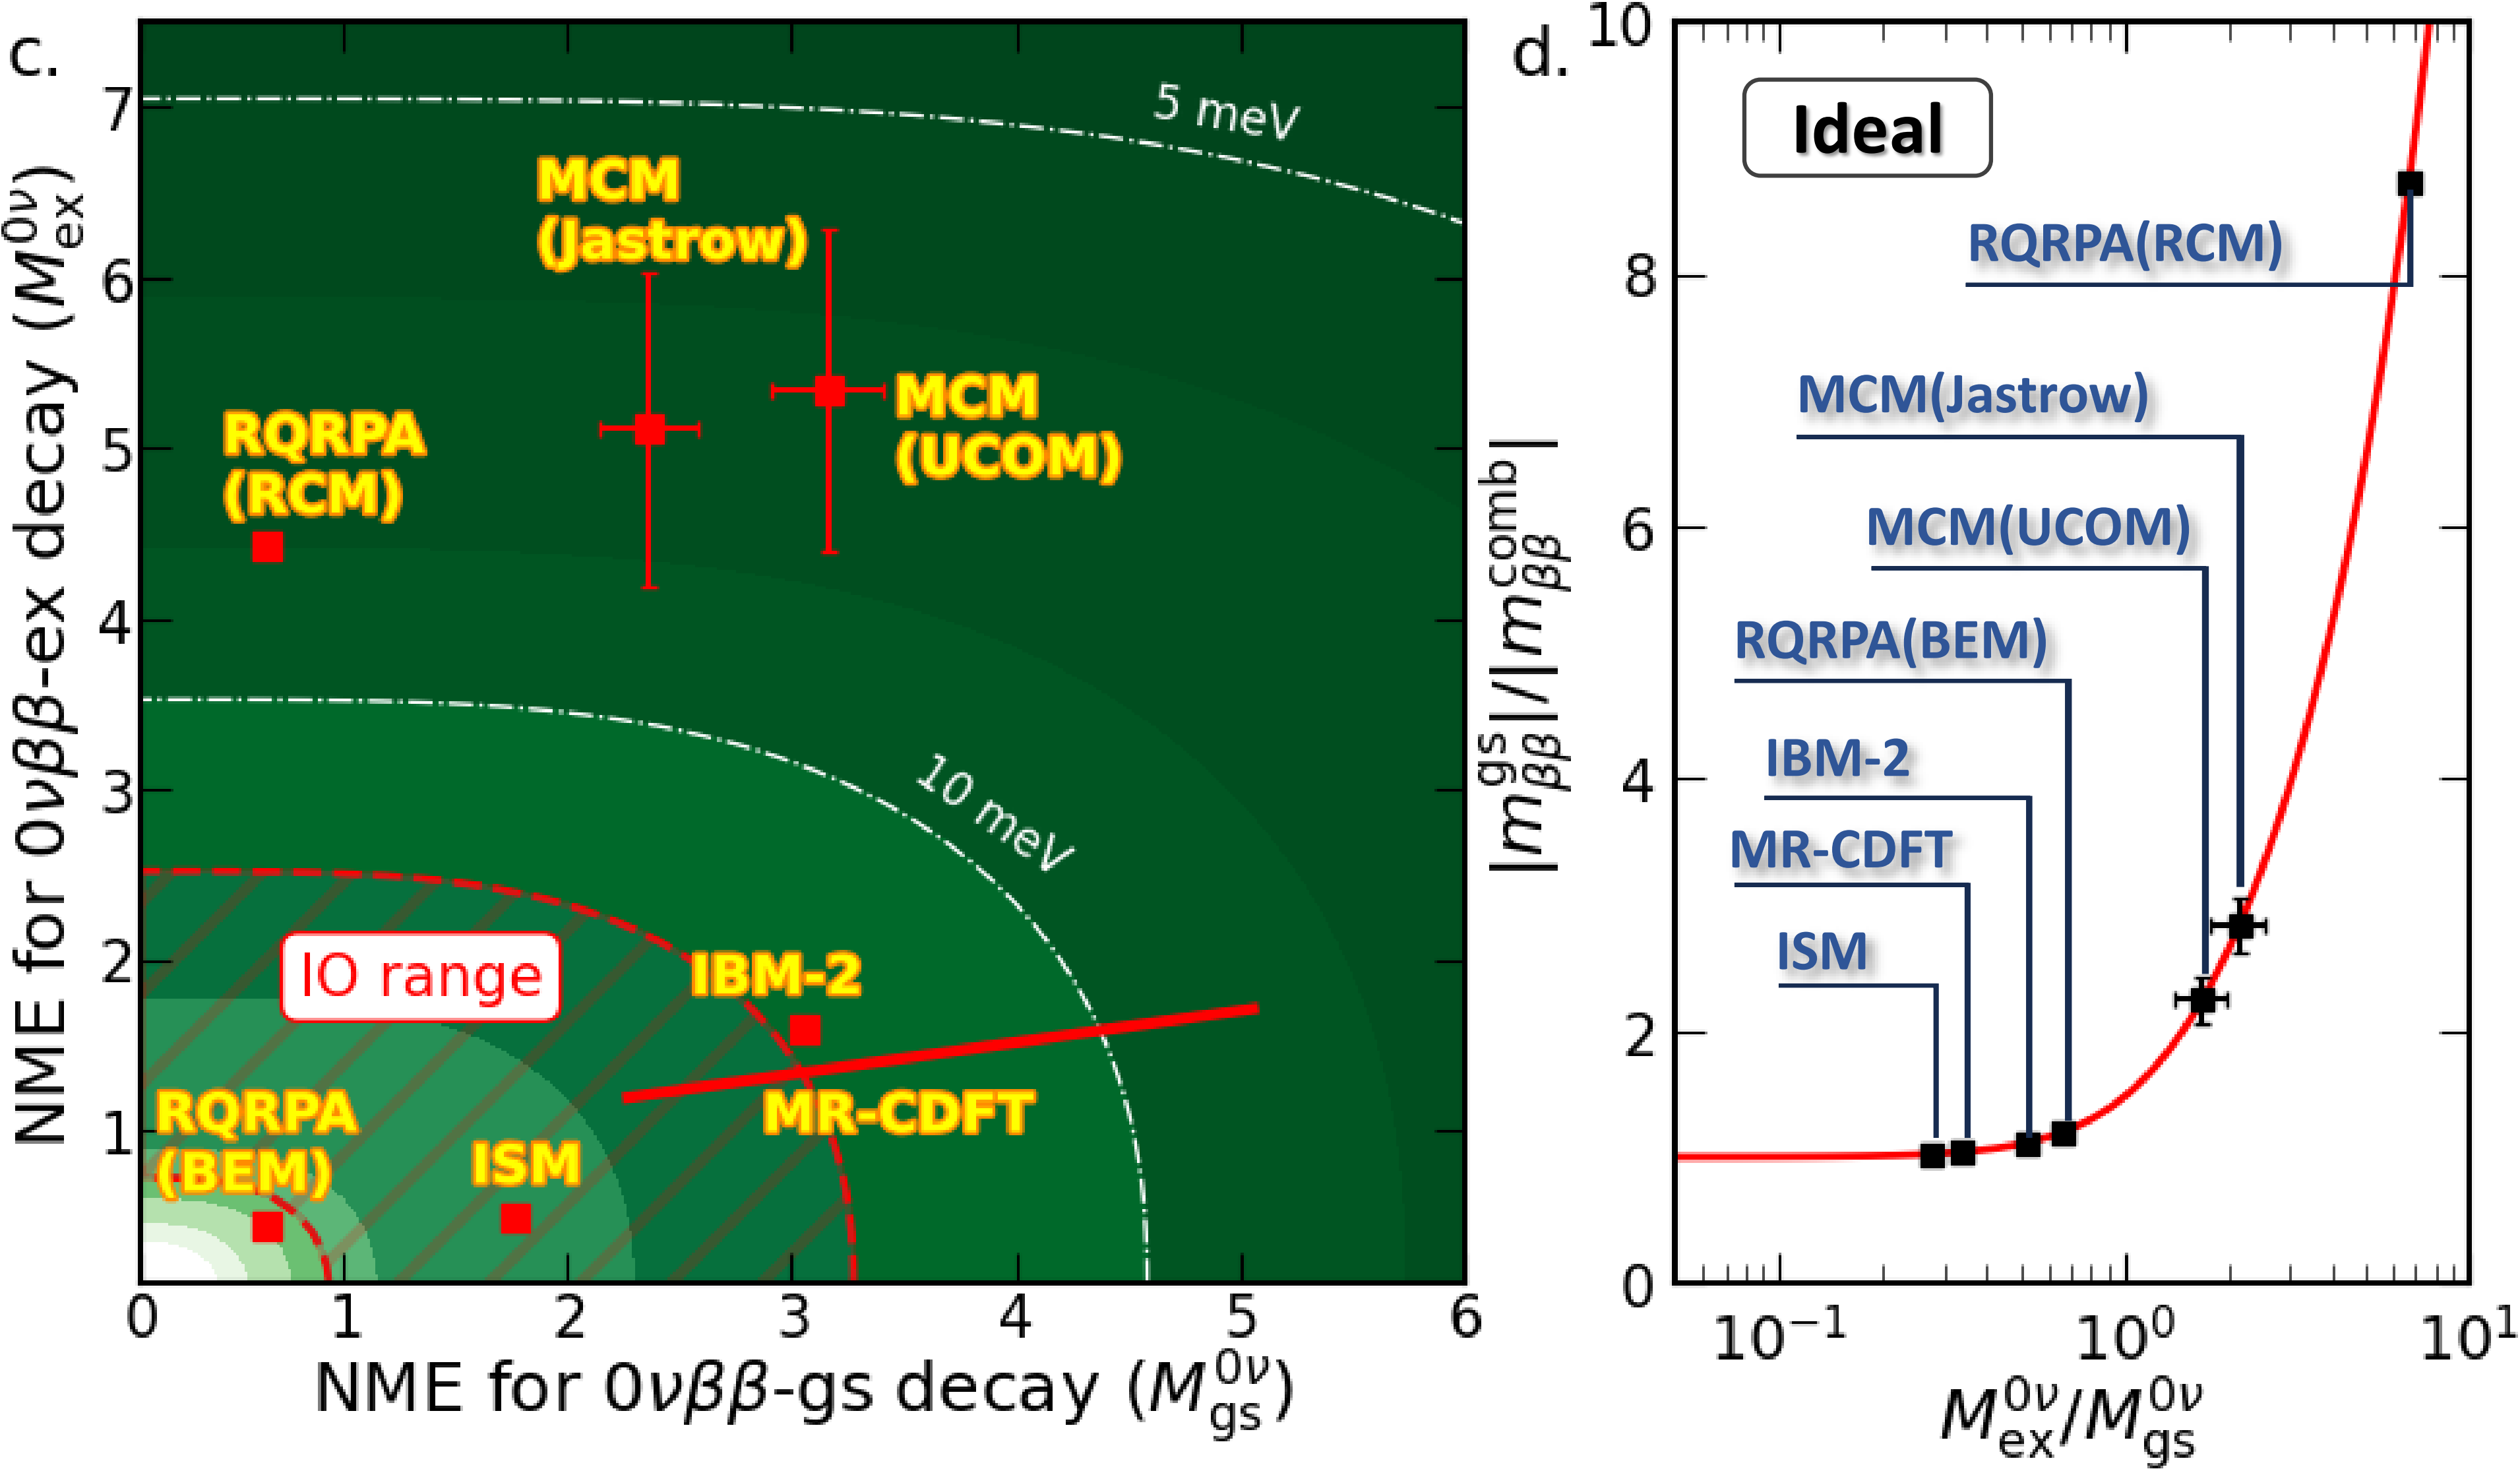 c.
NME for 0νββ-ex decay (M^{0ν}_{ex})
7
6
5
4
3
2
1
5 meV
MCM
(Jastrow)
MCM
(UCOM)
RQRPA
(RCM)
10 meV
IO range
IBM-2
MR-CDFT
RQRPA
(BEM)
ISM
0 1 2 3 4 5 6
NME for 0νββ-gs decay (M^{0ν}_{gs})
d.
|m^{gs}_{ββ}|/|m^{comb}_{ββ}|
10
8
6
4
2
0
Ideal
RQRPA(RCM)
MCM(Jastrow)
MCM(UCOM)
RQRPA(BEM)
IBM-2
MR-CDFT
ISM
10^{−1} 10^{0} 10^{1}
M^{0ν}_{ex}/M^{0ν}_{gs}